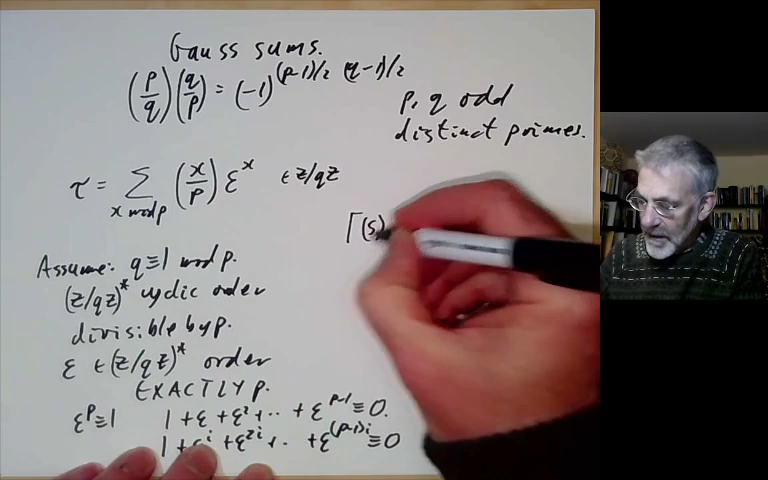 Gauss sums.
(p/q)(q/p) = (-1)^{(p-1)/2 (q-1)/2}
p, q odd
distinct primes.
τ = Σ_{x mod p} (x/p) ε^x ∈ Z/qZ
Γ(s)
Assume: q ≡ 1 mod p.
(Z/qZ)^* cyclic order
divisible by p.
ε ∈ (Z/qZ)^* order
EXACTLY p.
ε^p ≡ 1 1 + ε + ε^2 + ·· + ε^{p-1} ≡ 0.
1 + ε^i + ε^{2i} + ·· + ε^{(p-1)i} ≡ 0